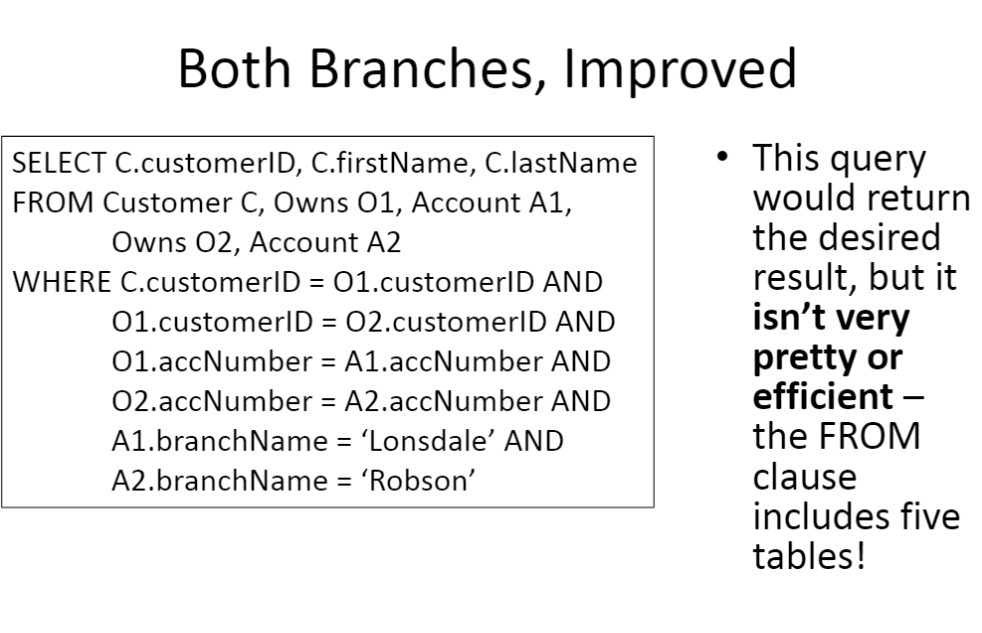 Both Branches, Improved
SELECT C.customerID, C.firstName, C.lastName
FROM Customer C, Owns O1, Account A1,
Owns O2, Account A2
WHERE C.customerID = O1.customerID AND
O1.customerID = O2.customerID AND
O1.accNumber = A1.accNumber AND
O2.accNumber = A2.accNumber AND
A1.branchName = ‘Lonsdale’ AND
A2.branchName = ‘Robson’
• This query
would return
the desired
result, but it
isn’t very
pretty or
efficient –
the FROM
clause
includes five
tables!